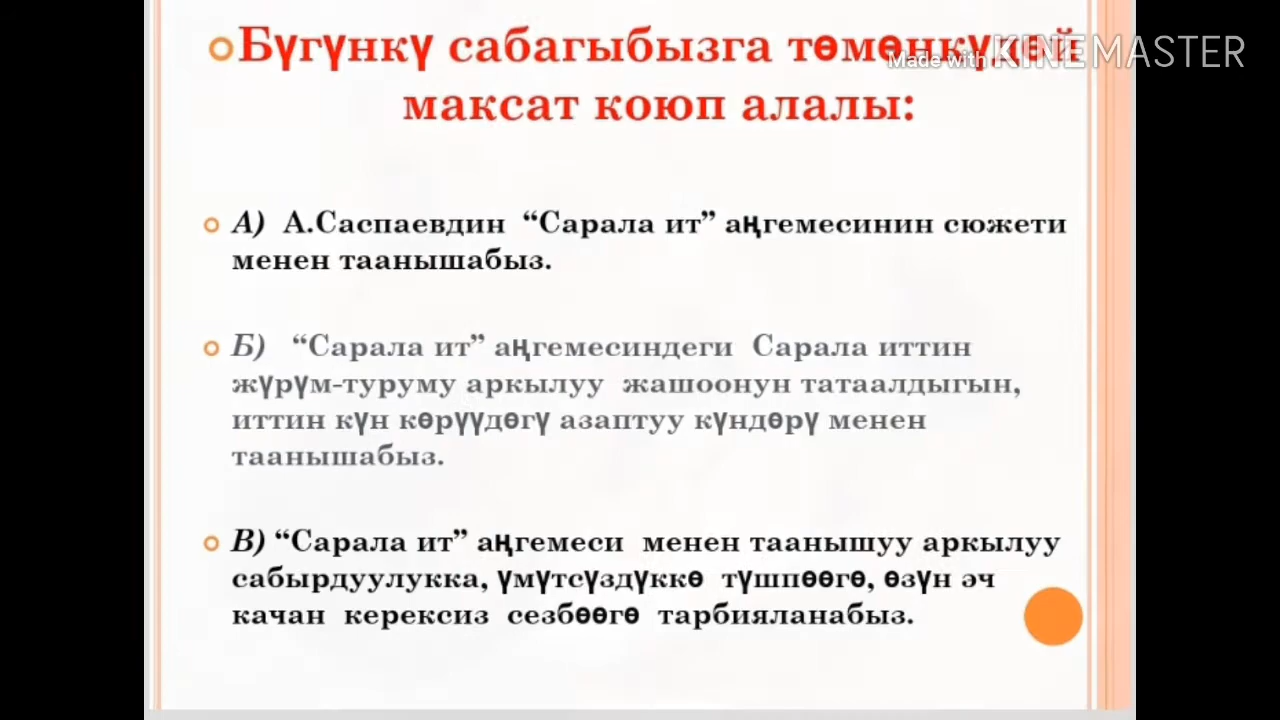 Бүгүнкү сабагыбызга төмөнкүдөй
Made with KINEMASTER
максат коюп алалы:
А) А.Саспаевдин “Сарала ит” аңгемесинин сюжети
менен таанышабыз.
Б) “Сарала ит” аңгемесиндеги Сарала иттин
жүрүм-туруму аркылуу жашоонун татаалдыгын,
иттин күн көрүүдөгү азаптуу күндөрү менен
таанышабыз.
В) “Сарала ит” аңгемеси менен таанышуу аркылуу
сабырдуулукка, үмүтсүздүккө түшпөөгө, өзүн әч
качан керексиз сезбөөгө тарбияланабыз.